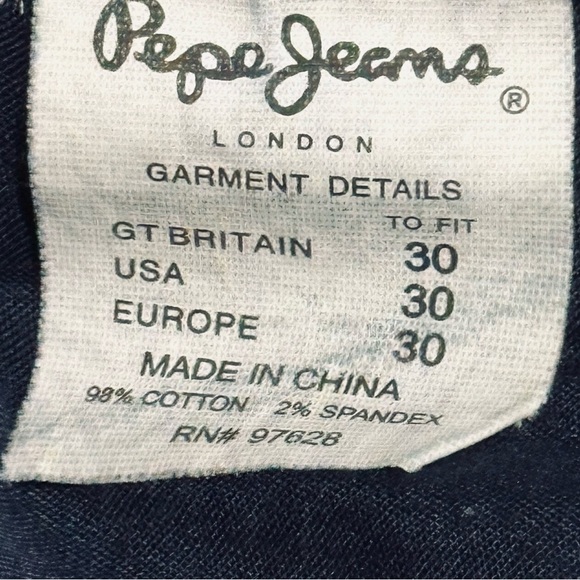 Pepe Jeans ®
LONDON
GARMENT DETAILS
TO FIT
GT BRITAIN 30
USA 30
EUROPE 30
MADE IN CHINA
98% COTTON 2% SPANDEX
RN# 97628